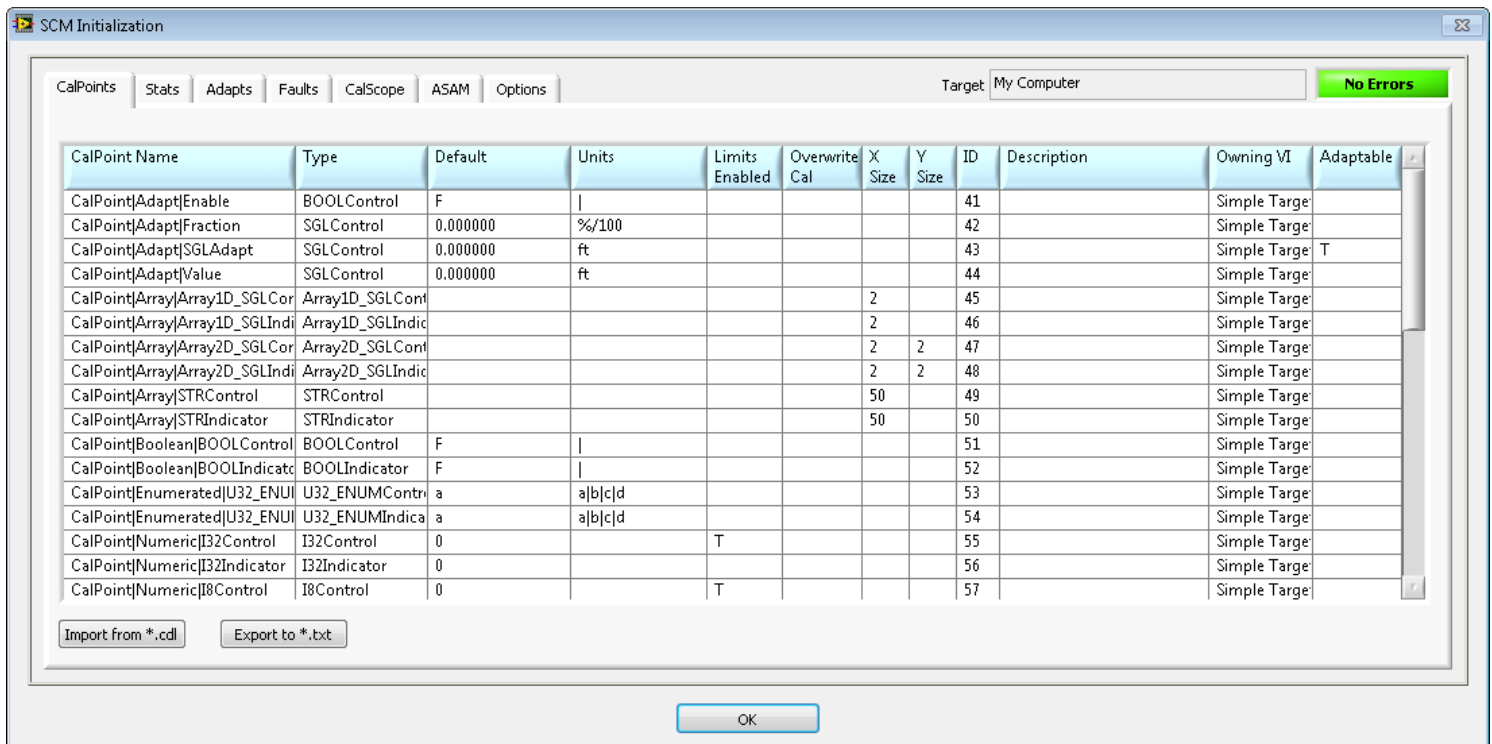 SCM Initialization
CalPoints Stats Adapts Faults CalScope ASAM Options Target My Computer No Errors
CalPoint Name Type Default Units Limits Enabled Overwrite Cal X Size Y Size ID Description Owning VI Adaptable
CalPoint|Adapt|Enable BOOLControl F | 41 Simple Targe
CalPoint|Adapt|Fraction SGLControl 0.000000 %/100 42 Simple Targe
CalPoint|Adapt|SGLAdapt SGLControl 0.000000 ft 43 Simple Targe T
CalPoint|Adapt|Value SGLControl 0.000000 ft 44 Simple Targe
CalPoint|Array|Array1D_SGLCor Array1D_SGLCont 2 45 Simple Targe
CalPoint|Array|Array1D_SGLIndi Array1D_SGLIndic 2 46 Simple Targe
CalPoint|Array|Array2D_SGLCor Array2D_SGLCont 2 2 47 Simple Targe
CalPoint|Array|Array2D_SGLIndi Array2D_SGLIndic 2 2 48 Simple Targe
CalPoint|Array|STRControl STRControl 50 49 Simple Targe
CalPoint|Array|STRIndicator STRIndicator 50 50 Simple Targe
CalPoint|Boolean|BOOLControl BOOLControl F | 51 Simple Targe
CalPoint|Boolean|BOOLIndicatc BOOLIndicator F | 52 Simple Targe
CalPoint|Enumerated|U32_ENUI U32_ENUMContr a a|b|c|d 53 Simple Targe
CalPoint|Enumerated|U32_ENUI U32_ENUMIndica a a|b|c|d 54 Simple Targe
CalPoint|Numeric|I32Control I32Control 0 T 55 Simple Targe
CalPoint|Numeric|I32Indicator I32Indicator 0 56 Simple Targe
CalPoint|Numeric|I8Control I8Control 0 T 57 Simple Targe
Import from *.cdl Export to *.txt
OK